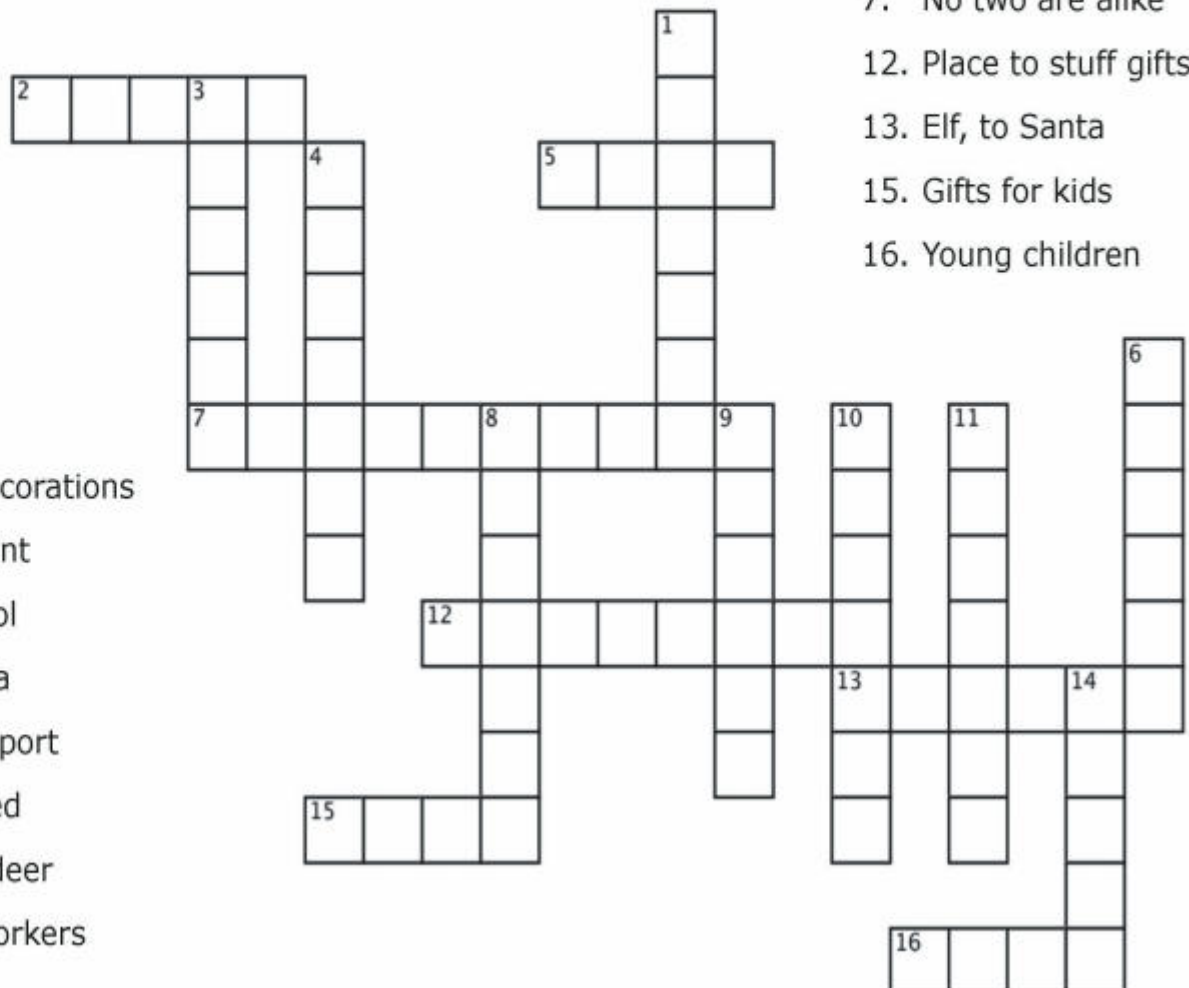 7. No two are alike
12. Place to stuff gifts
13. Elf, to Santa
15. Gifts for kids
16. Young children
corations
nt
ol
a
port
ed
deer
orkers
1
2 3
4 5
6
7 8 9 10 11
12
13 14
15
16